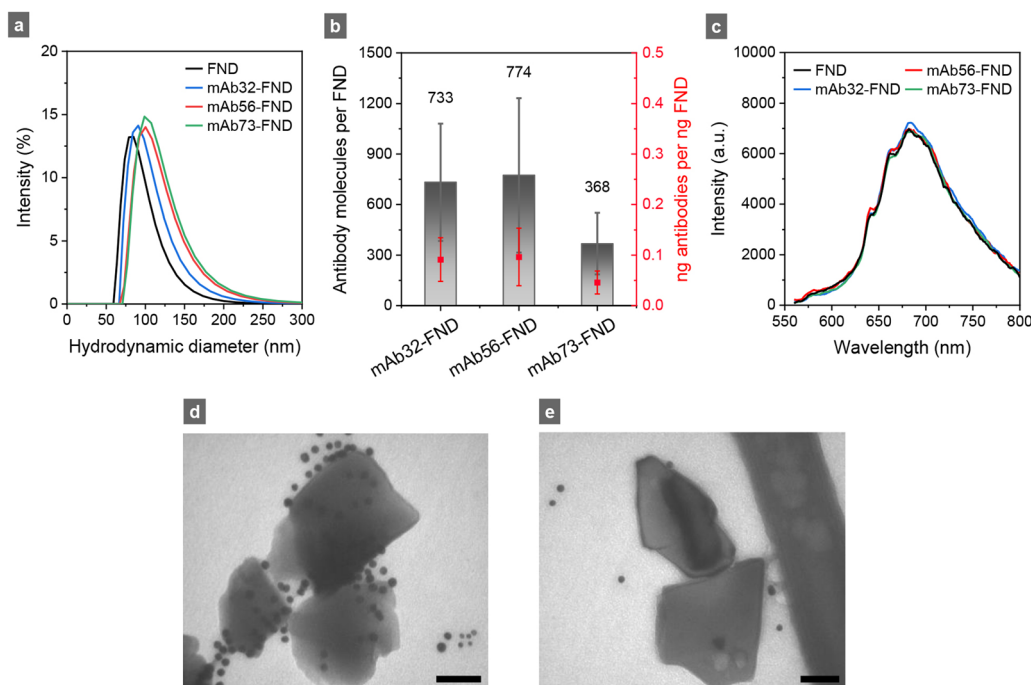 a
20
15
10
5
0
Intensity (%)
FND
mAb32-FND
mAb56-FND
mAb73-FND
0 50 100 150 200 250 300
Hydrodynamic diameter (nm)
b
1500
1200
900
600
300
0
Antibody molecules per FND
733
774
368
0.5
0.4
0.3
0.2
0.1
0.0
ng antibodies per ng FND
mAb32-FND
mAb56-FND
mAb73-FND
c
10000
8000
6000
4000
2000
0
Intensity (a.u.)
FND
mAb56-FND
mAb32-FND
mAb73-FND
550 600 650 700 750 800
Wavelength (nm)
d
e